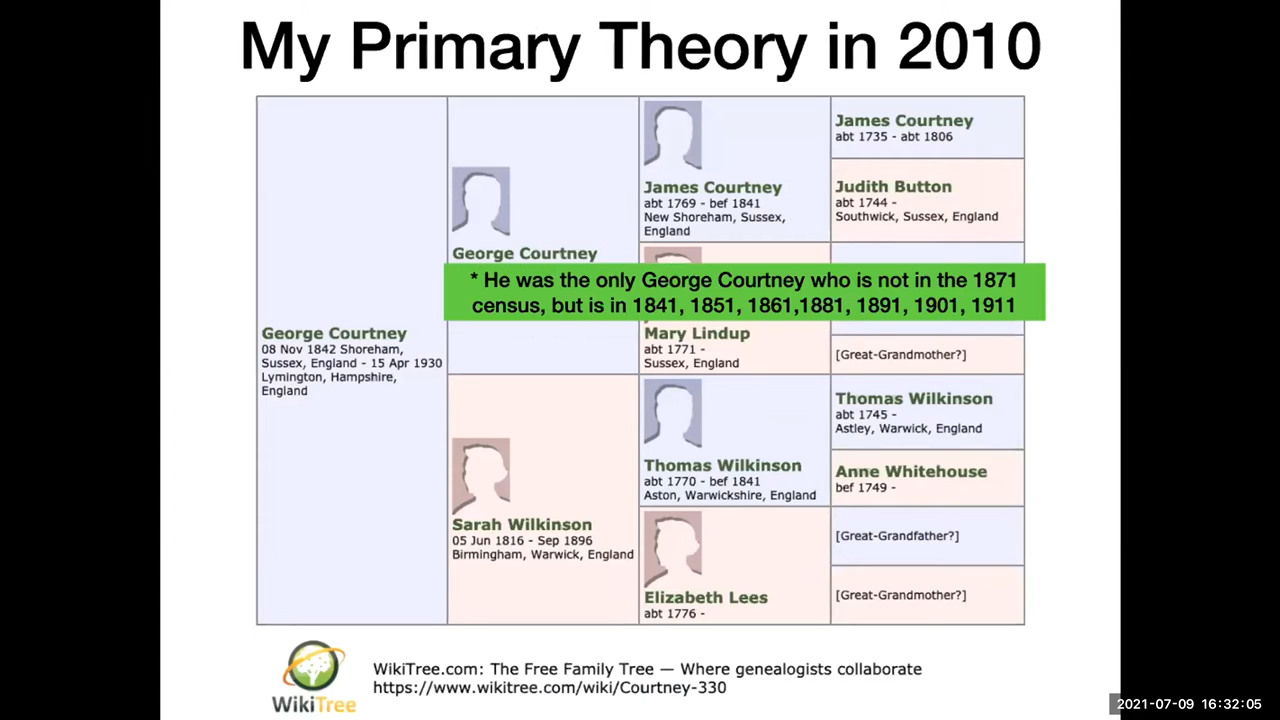 My Primary Theory in 2010
George Courtney
08 Nov 1842 Shoreham,
Sussex, England - 15 Apr 1930
Lymington, Hampshire,
England
George Courtney
* He was the only George Courtney who is not in the 1871
census, but is in 1841, 1851, 1861,1881, 1891, 1901, 1911
Sarah Wilkinson
05 Jun 1816 - Sep 1896
Birmingham, Warwick, England
James Courtney
abt 1769 - bef 1841
New Shoreham, Sussex,
England
Mary Lindup
abt 1771 -
Sussex, England
Thomas Wilkinson
abt 1770 - bef 1841
Aston, Warwickshire, England
Elizabeth Lees
abt 1776 -
James Courtney
abt 1735 - abt 1806
Judith Button
abt 1744 -
Southwick, Sussex, England
[Great-Grandmother?]
Thomas Wilkinson
abt 1745 -
Astley, Warwick, England
Anne Whitehouse
bef 1749 -
[Great-Grandfather?]
[Great-Grandmother?]
WikiTree
WikiTree.com: The Free Family Tree — Where genealogists collaborate
https://www.wikitree.com/wiki/Courtney-330
2021-07-09 16:32:05